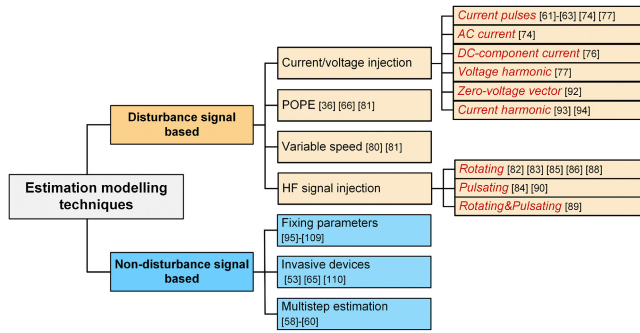 Estimation modelling
techniques
Disturbance signal
based
Current/voltage injection
Current pulses [61]-[63] [74] [77]
AC current [74]
DC-component current [76]
Voltage harmonic [77]
Zero-voltage vector [92]
Current harmonic [93] [94]
POPE [36] [66] [81]
Variable speed [80] [81]
HF signal injection
Rotating [82] [83] [85] [86] [88]
Pulsating [84] [90]
Rotating&Pulsating [89]
Non-disturbance signal
based
Fixing parameters
[95]-[109]
Invasive devices
[53] [65] [110]
Multistep estimation
[58]-[60]